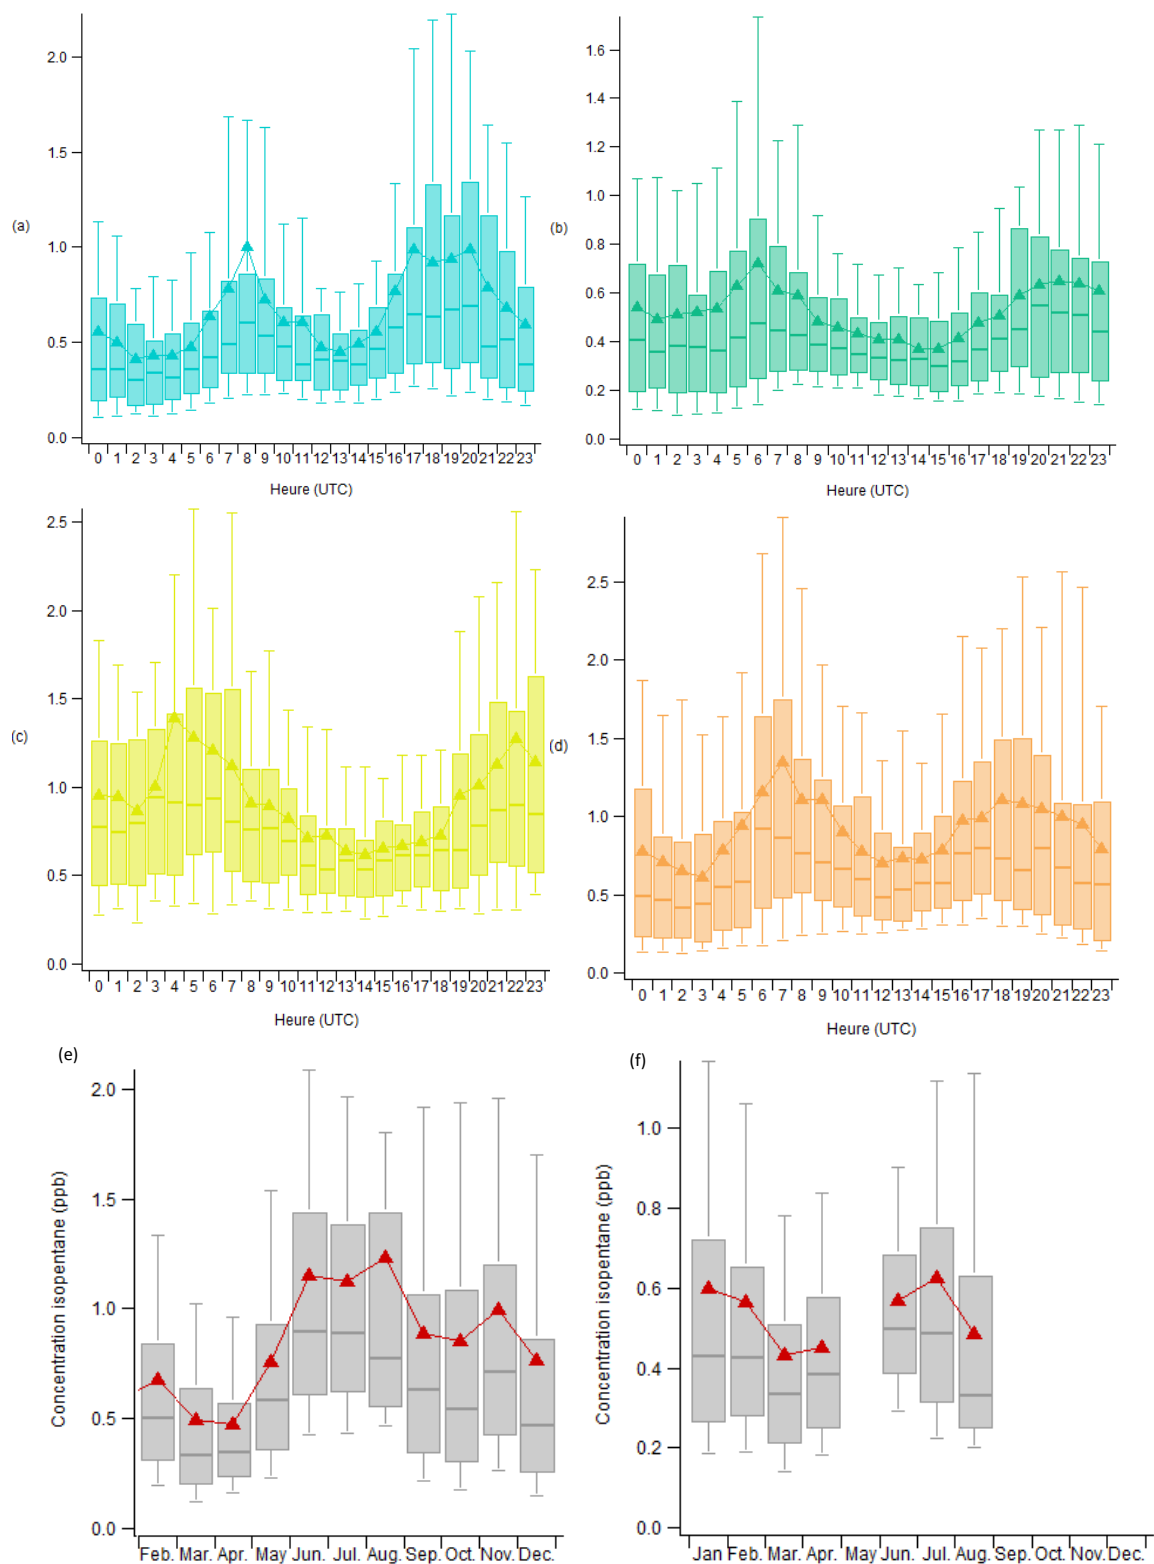 2.0
1.5
1.0
0.5
0.0
(a)
0 1 2 3 4 5 6 7 8 9 10 11 12 13 14 15 16 17 18 19 20 21 22 23
Heure (UTC)
1.6
1.4
1.2
1.0
0.8
0.6
0.4
0.2
0.0
(b)
0 1 2 3 4 5 6 7 8 9 10 11 12 13 14 15 16 17 18 19 20 21 22 23
Heure (UTC)
2.5
2.0
1.5
1.0
0.5
0.0
(c)
0 1 2 3 4 5 6 7 8 9 10 11 12 13 14 15 16 17 18 19 20 21 22 23
Heure (UTC)
2.5
2.0
1.5
1.0
0.5
0.0
(d)
0 1 2 3 4 5 6 7 8 9 10 11 12 13 14 15 16 17 18 19 20 21 22 23
Heure (UTC)
(e)
Concentration isopentane (ppb)
2.0
1.5
1.0
0.5
0.0
Feb. Mar. Apr. May Jun. Jul. Aug. Sep. Oct. Nov. Dec.
(f)
Concentration isopentane (ppb)
1.0
0.8
0.6
0.4
0.2
0.0
Jan Feb. Mar. Apr. May Jun. Jul. Aug. Sep. Oct. Nov. Dec.